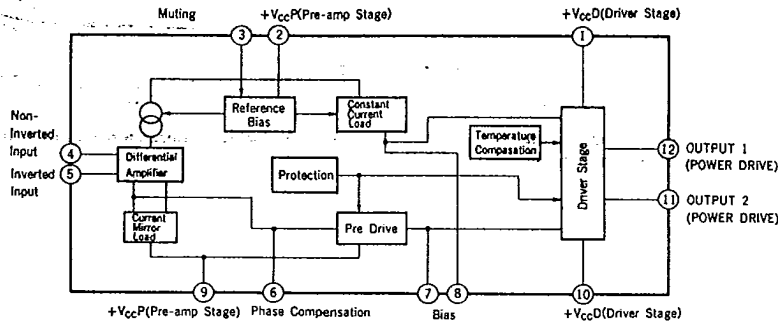 Muting
+VCCP(Pre-amp Stage)
+VCCD(Driver Stage)
3
2
1
Reference
Bias
Constant
Current
Load
Non-
Inverted
Input
4
Inverted
Input
5
Differential
Amplifier
Temperature
Compasation
Driver Stage
12
OUTPUT 1
(POWER DRIVE)
Protection
11
OUTPUT 2
(POWER DRIVE)
Current
Mirror
Load
Pre Drive
9
6
7
8
10
+VCCP(Pre-amp Stage)
Phase Compensation
Bias
+VCCD(Driver Stage)